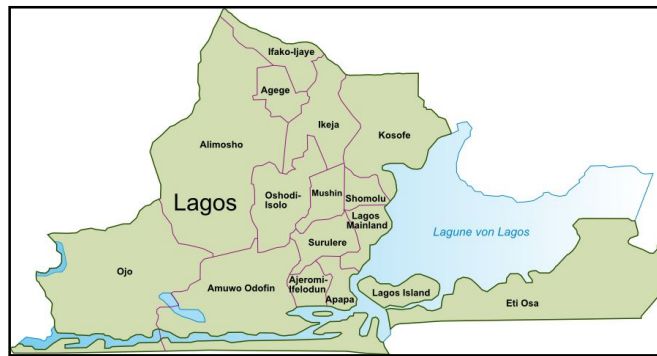 Ifako-Ijaye
Agege
Ikeja
Kosofe
Alimosho
Lagos
Oshodi-
Isolo
Mushin
Shomolu
Lagos
Mainland
Surulere
Lagune von Lagos
Ojo
Amuwo Odofin
Ajeromi-
Ifelodun
Apapa
Lagos Island
Eti Osa